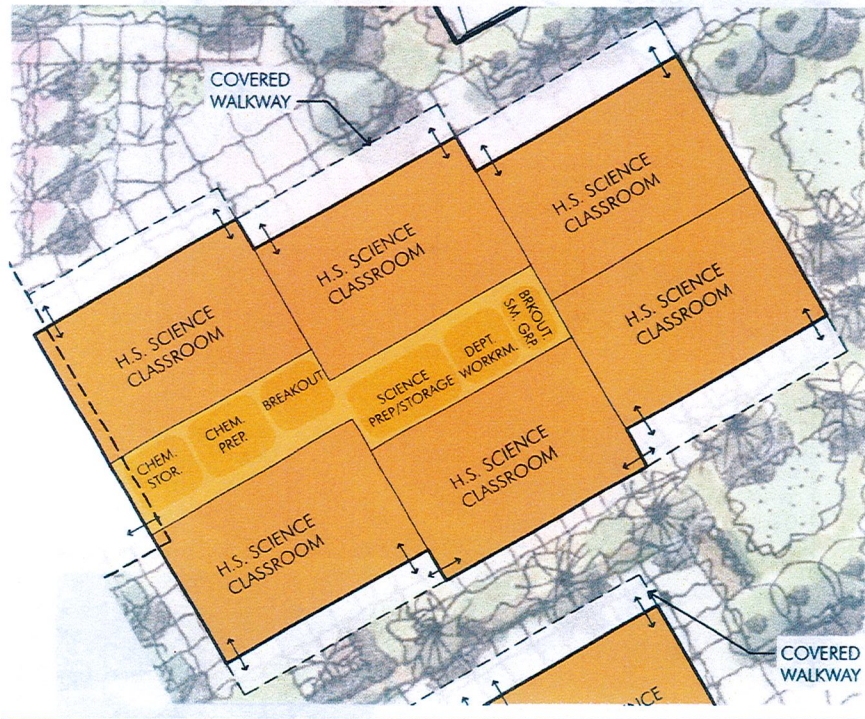 COVERED
WALKWAY
H.S. SCIENCE
CLASSROOM
H.S. SCIENCE
CLASSROOM
H.S. SCIENCE
CLASSROOM
H.S. SCIENCE
CLASSROOM
BRKOUT.
SM. GRP.
DEPT.
WORKRM.
SCIENCE
PREP/STORAGE
BREAKOUT
CHEM.
PREP.
CHEM.
STOR.
H.S. SCIENCE
CLASSROOM
H.S. SCIENCE
CLASSROOM
COVERED
WALKWAY